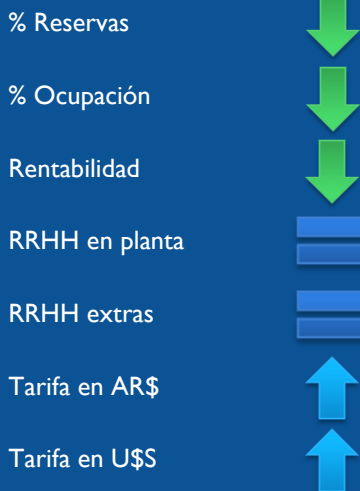 % Reservas
% Ocupación
Rentabilidad
RRHH en planta
RRHH extras
Tarifa en AR$
Tarifa en U$S